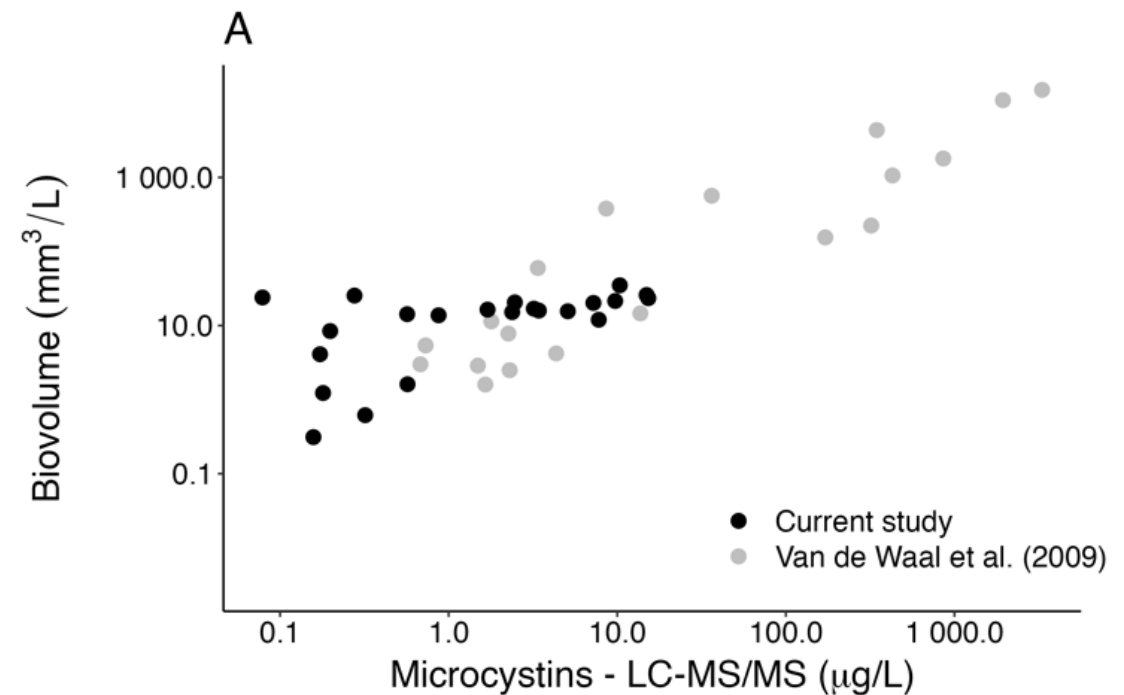 A
Biovolume (mm³/L)
1 000.0
10.0
0.1
Current study
Van de Waal et al. (2009)
0.1 1.0 10.0 100.0 1 000.0
Microcystins - LC-MS/MS (µg/L)